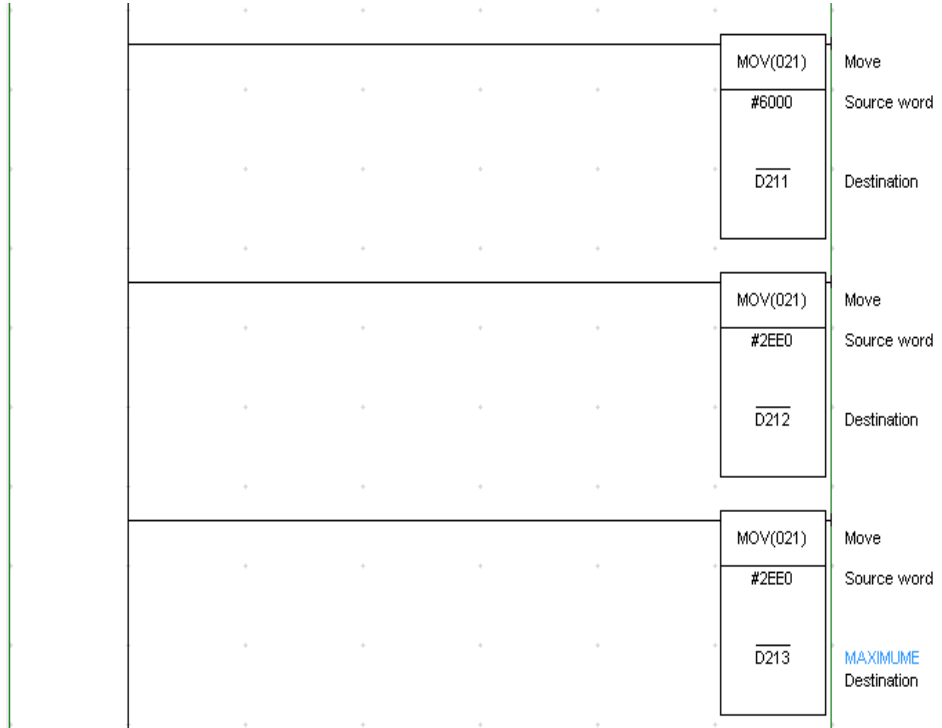 MOV(021) Move
#6000 Source word
D211 Destination
MOV(021) Move
#2EE0 Source word
D212 Destination
MOV(021) Move
#2EE0 Source word
D213 MAXIMUME
Destination